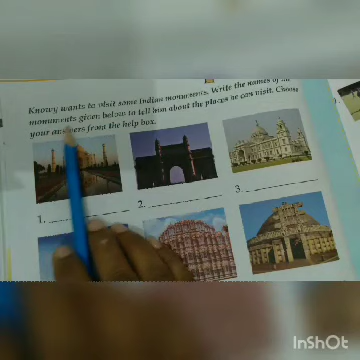 Knowy wants to visit some Indian monuments. Write the names of
monuments given below to tell him about the places he can visit. Choose
your answers from the help box.
1.
2.
3.
InShOt